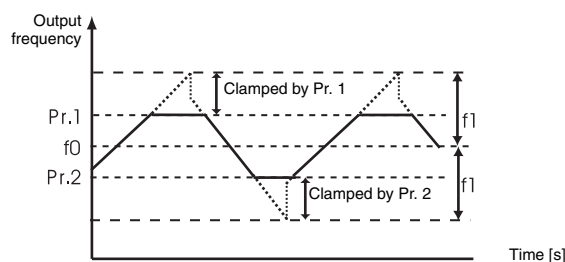 Output
frequency
Clamped by Pr. 1
Pr.1
f0
Pr.2
f1
f1
Clamped by Pr. 2
Time [s]